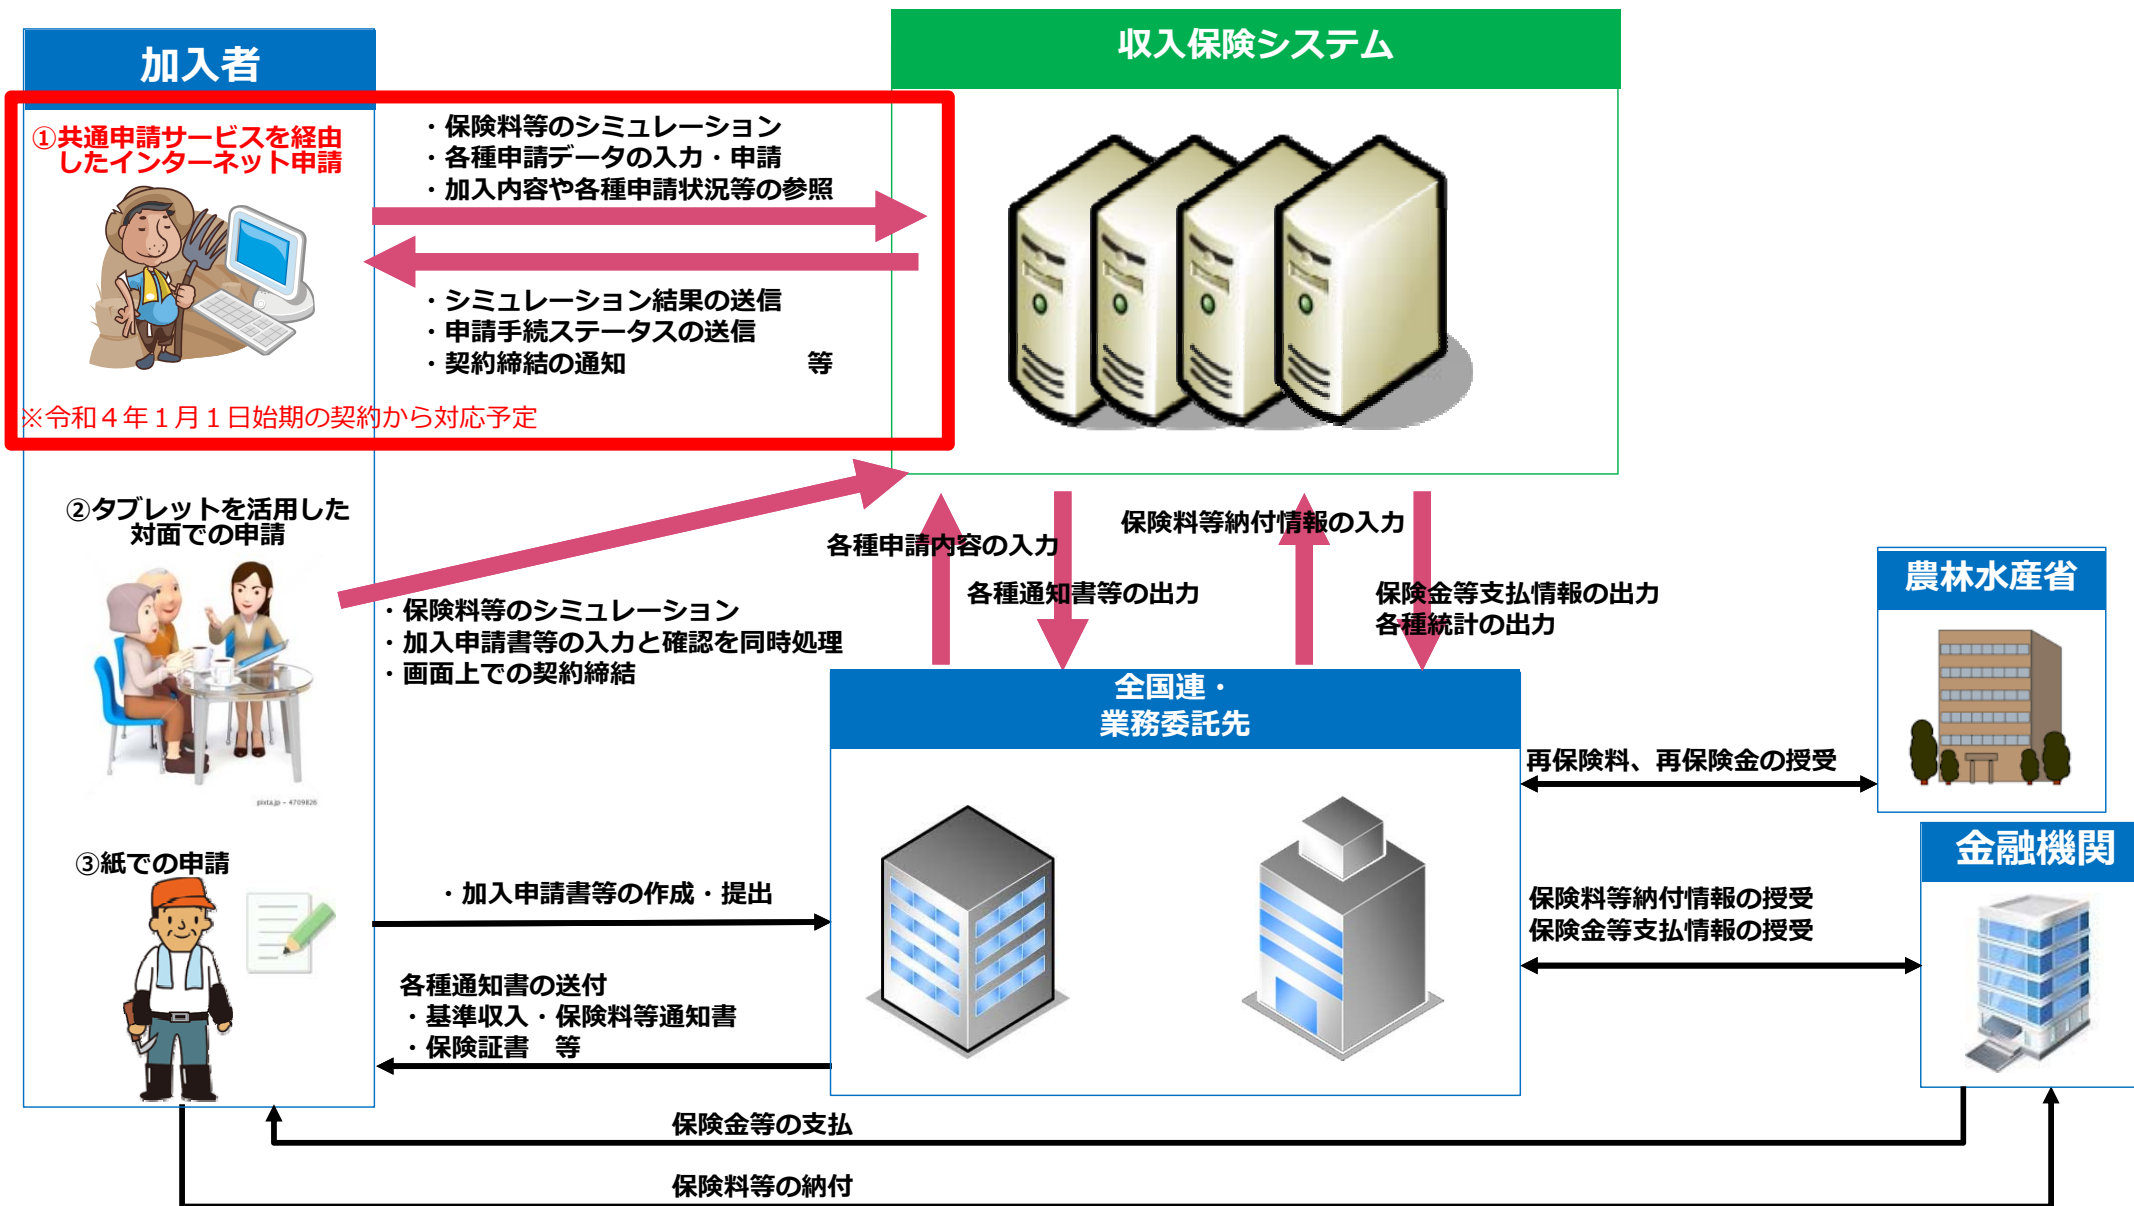 加入者
収入保険システム
①共通申請サービスを経由
したインターネット申請
・保険料等のシミュレーション
・各種申請データの入力・申請
・加入内容や各種申請状況等の参照
・シミュレーション結果の送信
・申請手続ステータスの送信
・契約締結の通知　　　　　　　等
※令和４年１月１日始期の契約から対応予定
②タブレットを活用した
対面での申請
・保険料等のシミュレーション
・加入申請書等の入力と確認を同時処理
・画面上での契約締結
各種申請内容の入力
各種通知書等の出力
保険料等納付情報の入力
保険金等支払情報の出力
各種統計の出力
農林水産省
全国連・
業務委託先
再保険料、再保険金の授受
金融機関
保険料等納付情報の授受
保険金等支払情報の授受
pixta.jp - 4709826
③紙での申請
・加入申請書等の作成・提出
各種通知書の送付
・基準収入・保険料等通知書
・保険証書　等
保険金等の支払
保険料等の納付